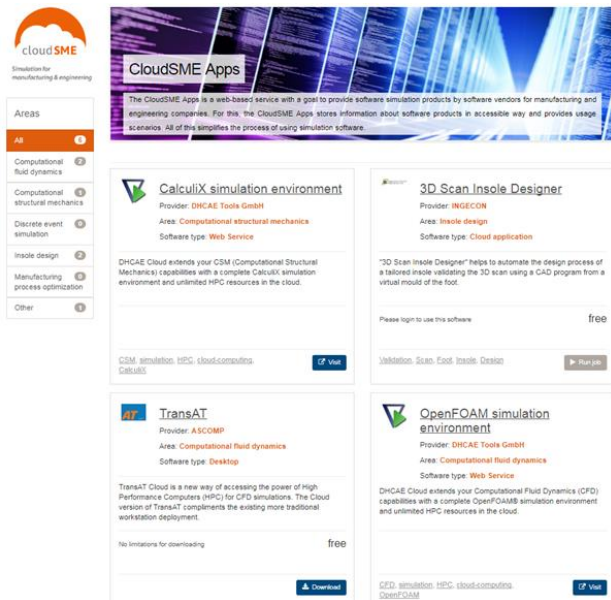 cloudSME
Simulation for
manufacturing & engineering
Areas
All 6
Computational 2
fluid dynamics
Computational 1
structural mechanics
Discrete event 0
simulation
Insole design 2
Manufacturing 0
process optimization
Other 1
CloudSME Apps
The CloudSME Apps is a web-based service with a goal to provide software simulation products by software vendors for manufacturing and
engineering companies. For this, the CloudSME Apps stores information about software products in accessible way and provides usage
scenarios. All of this simplifies the process of using simulation software.
CalculiX simulation environment
Provider: DHCAE Tools GmbH
Area: Computational structural mechanics
Software type: Web Service
DHCAE Cloud extends your CSM (Computational Structural
Mechanics) capabilities with a complete CalculiX simulation
environment and unlimited HPC resources in the cloud.
CSM, simulation, HPC, cloud-computing,
CalculiX
Visit
3D Scan Insole Designer
Provider: INGECON
Area: Insole design
Software type: Cloud application
"3D Scan Insole Designer" helps to automate the design process of
a tailored insole validating the 3D scan using a CAD program from a
virtual mould of the foot.
Please login to use this software
free
Validation, Scan, Foot, Insole, Design
Run job
AT
TransAT
Provider: ASCOMP
Area: Computational fluid dynamics
Software type: Desktop
TransAT Cloud is a new way of accessing the power of High
Performance Computers (HPC) for CFD simulations. The Cloud
version of TransAT compliments the existing more traditional
workstation deployment.
No limitations for downloading
free
Download
OpenFOAM simulation
environment
Provider: DHCAE Tools GmbH
Area: Computational fluid dynamics
Software type: Web Service
DHCAE Cloud extends your Computational Fluid Dynamics (CFD)
capabilities with a complete OpenFOAM® simulation environment
and unlimited HPC resources in the cloud.
CFD, simulation, HPC, cloud-computing,
OpenFOAM
Visit